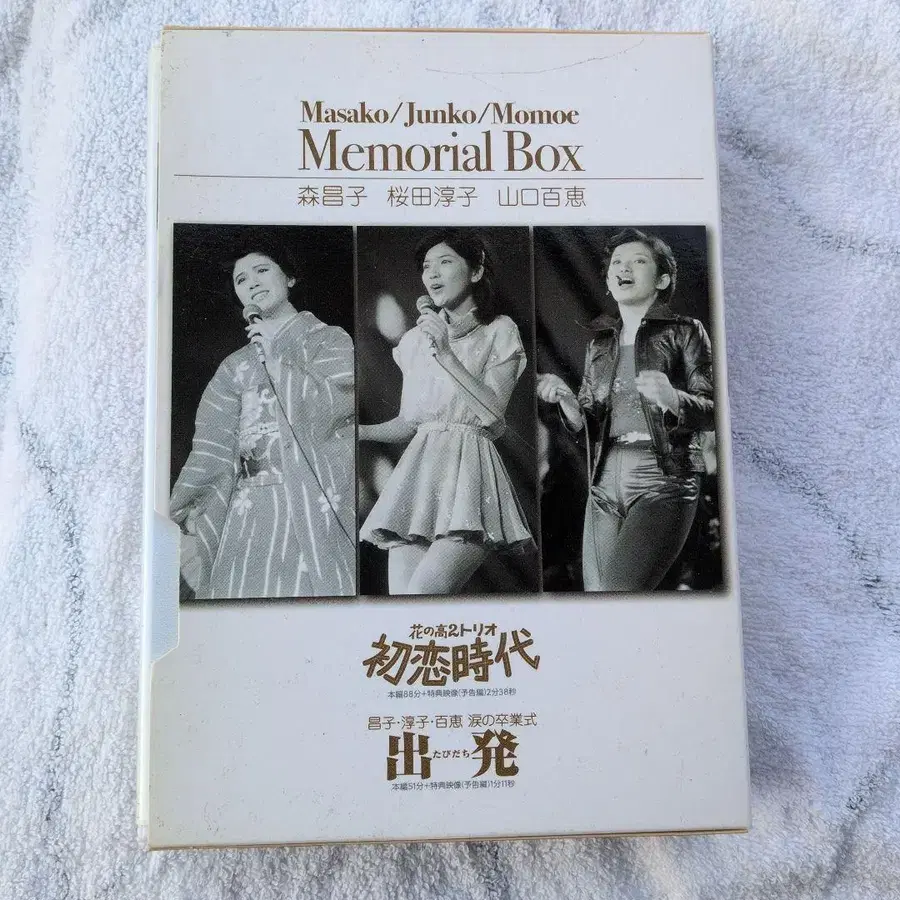 Masako/Junko/Momoe
Memorial Box
森昌子 桜田淳子 山口百恵
花の高2トリオ
初恋時代
本編88分+特典映像(予告編)2分38秒
昌子・淳子・百恵 涙の卒業式
出発
たびだち
本編51分+特典映像(予告編)1分11秒